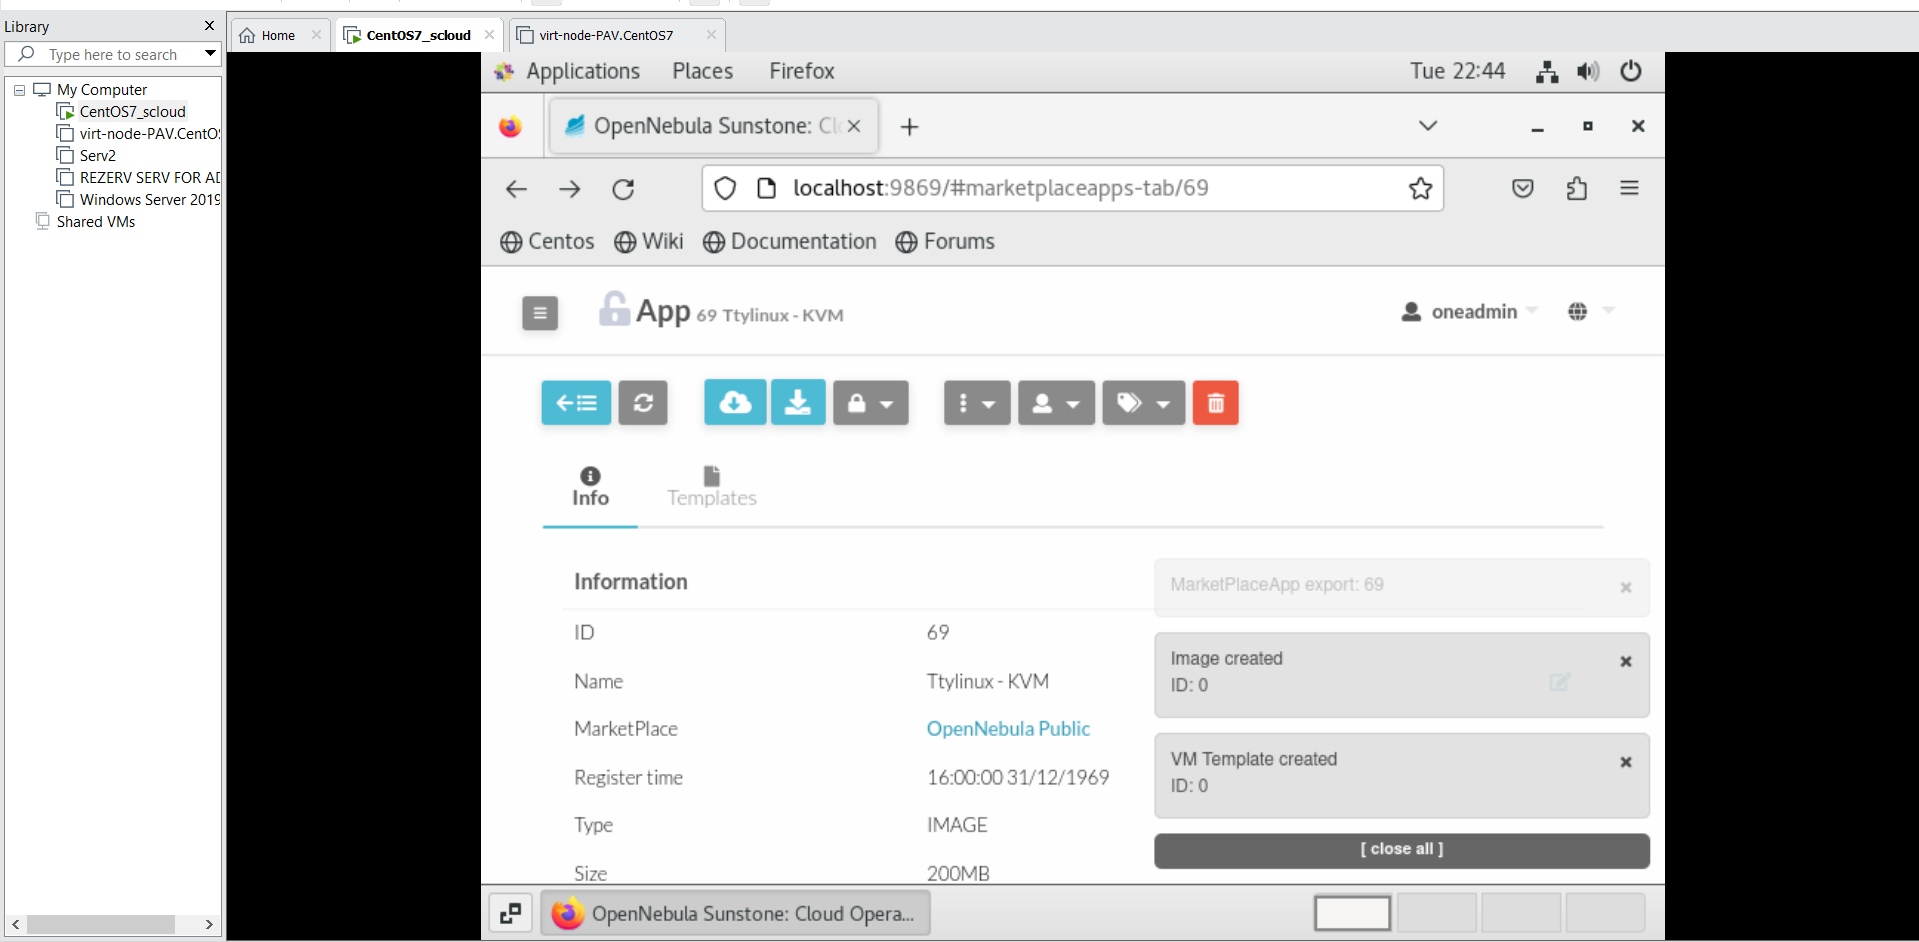 Library
Type here to search
My Computer
CentOS7_scloud
virt-node-PAV.CentOS
Serv2
REZERV SERV FOR AD
Windows Server 2019
Shared VMs
Home
CentOS7_scloud
virt-node-PAV.CentOS7
Applications Places Firefox Tue 22:44
OpenNebula Sunstone: Clo
localhost:9869/#marketplaceapps-tab/69
Centos Wiki Documentation Forums
App 69 Ttylinux - KVM
oneadmin
Info
Templates
Information
ID 69
Name Ttylinux - KVM
MarketPlace OpenNebula Public
Register time 16:00:00 31/12/1969
Type IMAGE
Size 200MB
MarketPlaceApp export: 69
Image created
ID: 0
VM Template created
ID: 0
[ close all ]
OpenNebula Sunstone: Cloud Opera...